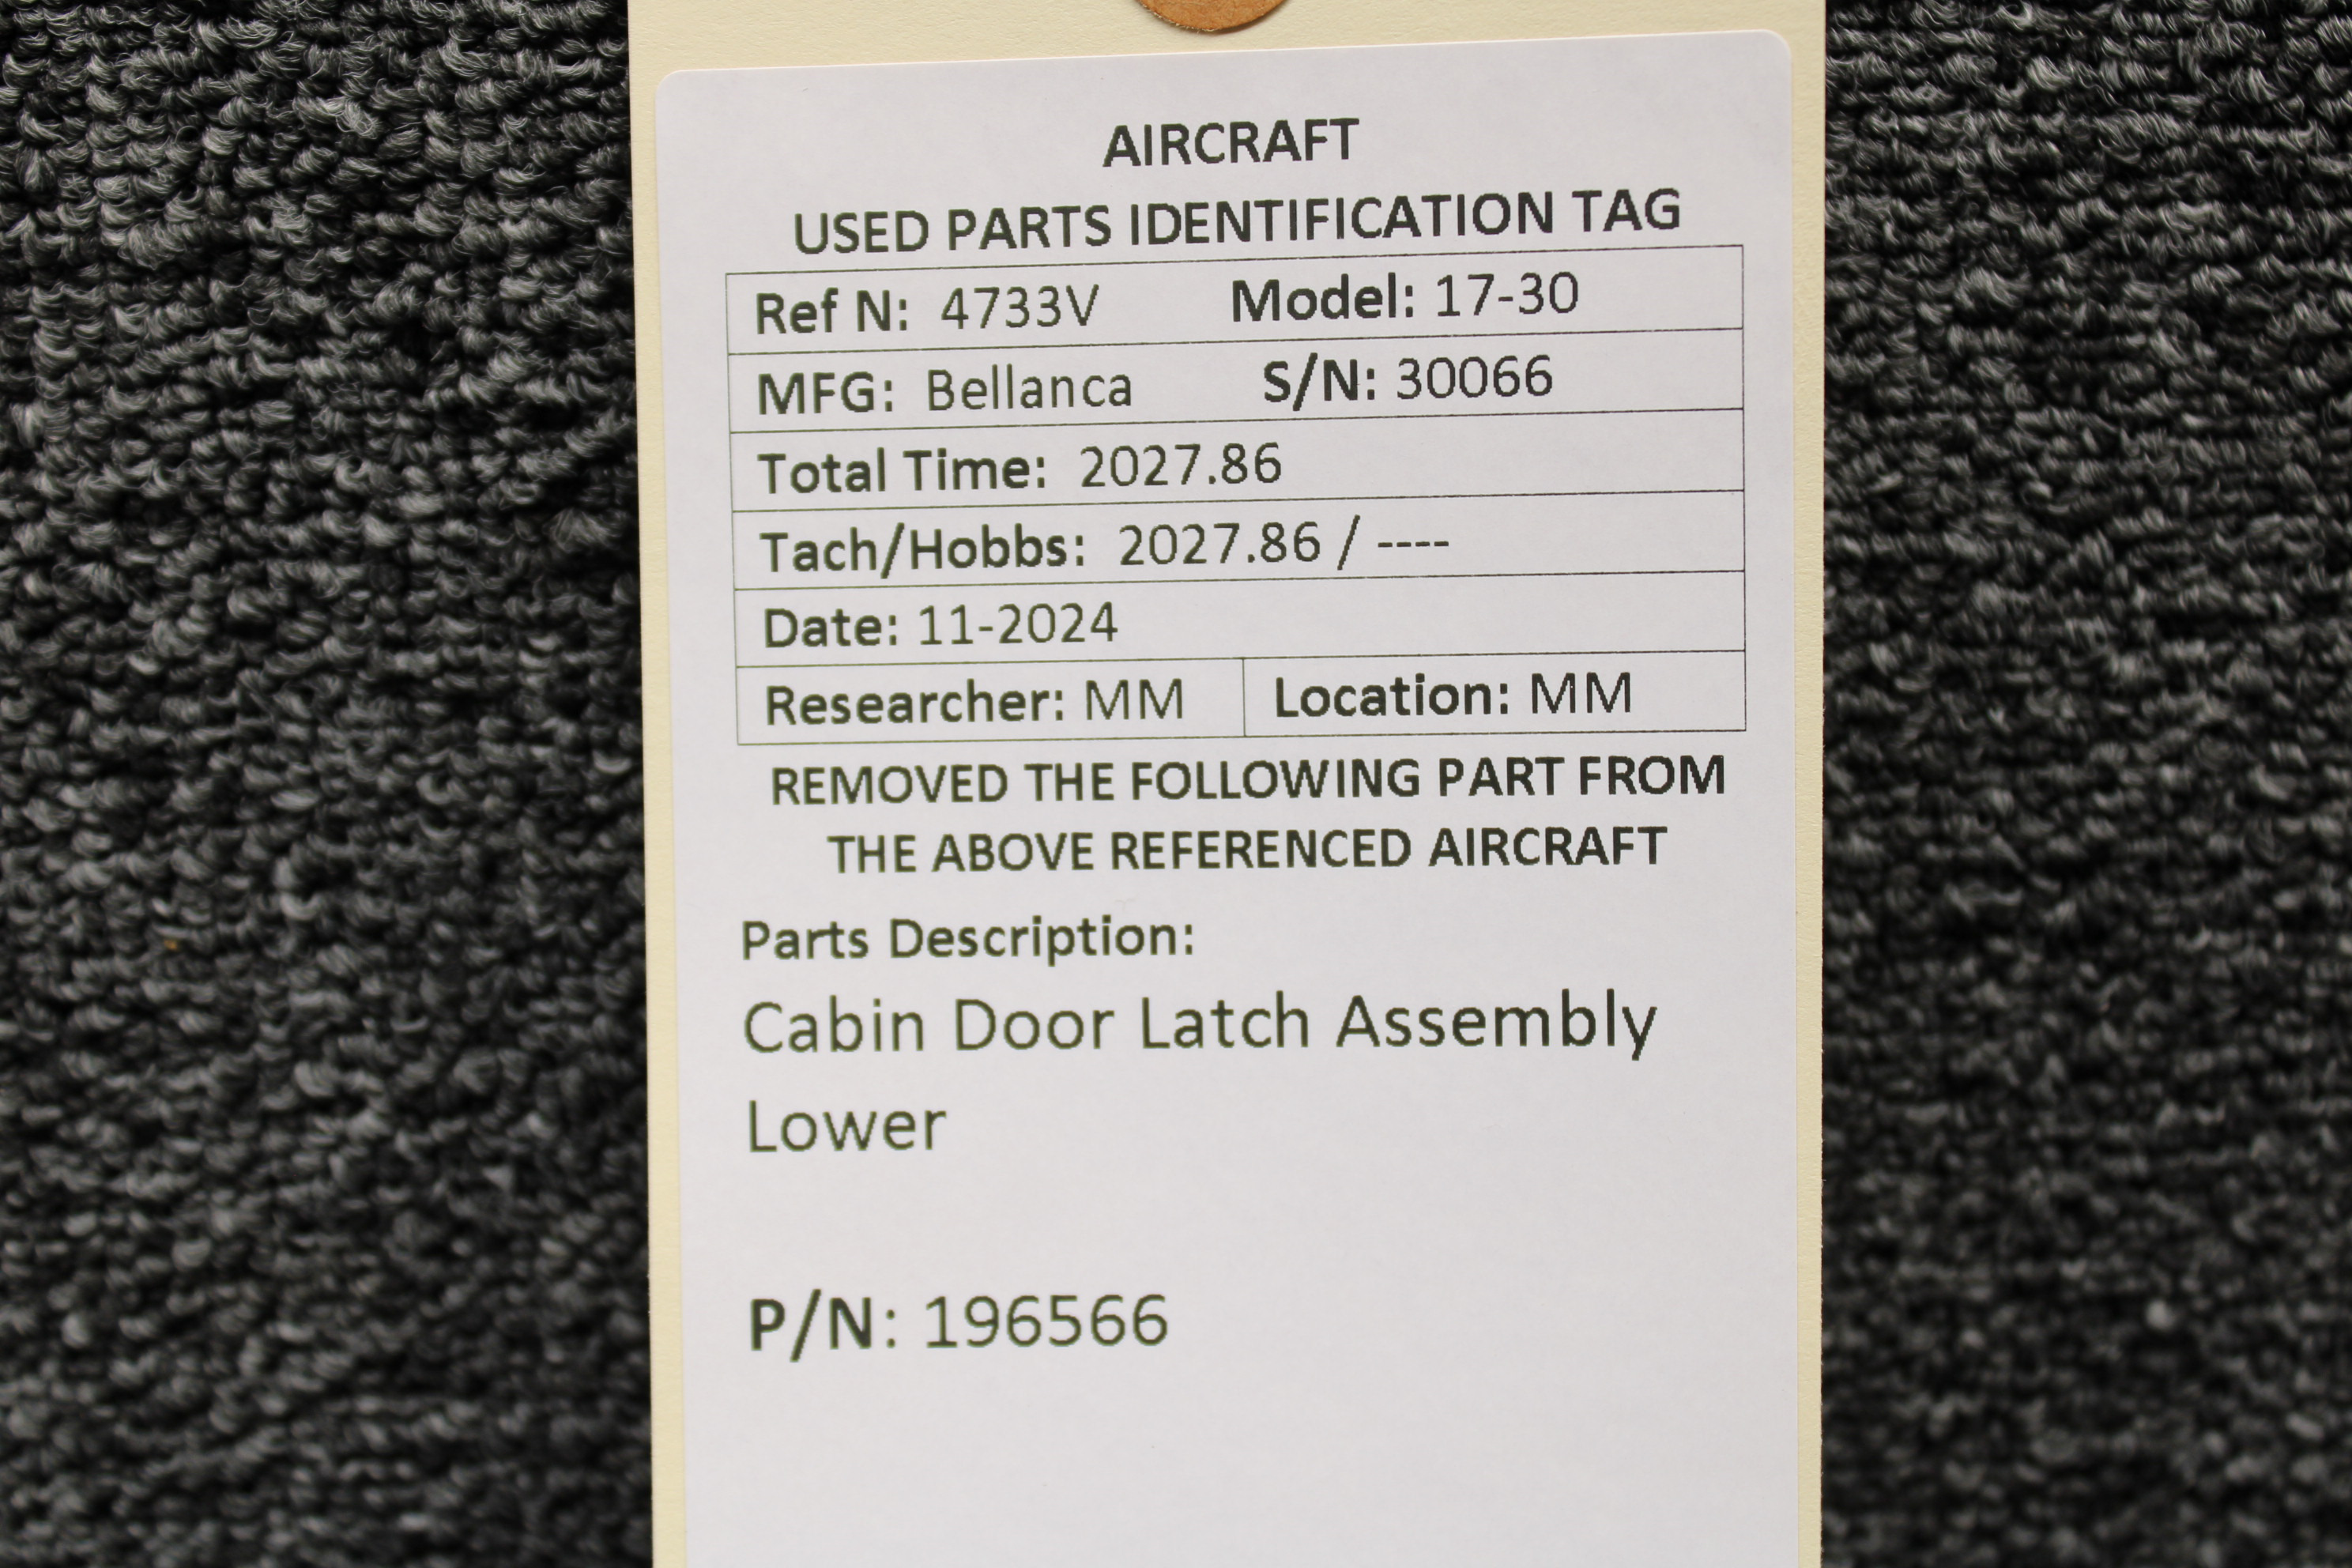 AIRCRAFT
USED PARTS IDENTIFICATION TAG
Ref N: 4733V Model: 17-30
MFG: Bellanca S/N: 30066
Total Time: 2027.86
Tach/Hobbs: 2027.86 / ----
Date: 11-2024
Researcher: MM Location: MM
REMOVED THE FOLLOWING PART FROM
THE ABOVE REFERENCED AIRCRAFT
Parts Description:
Cabin Door Latch Assembly
Lower
P/N: 196566